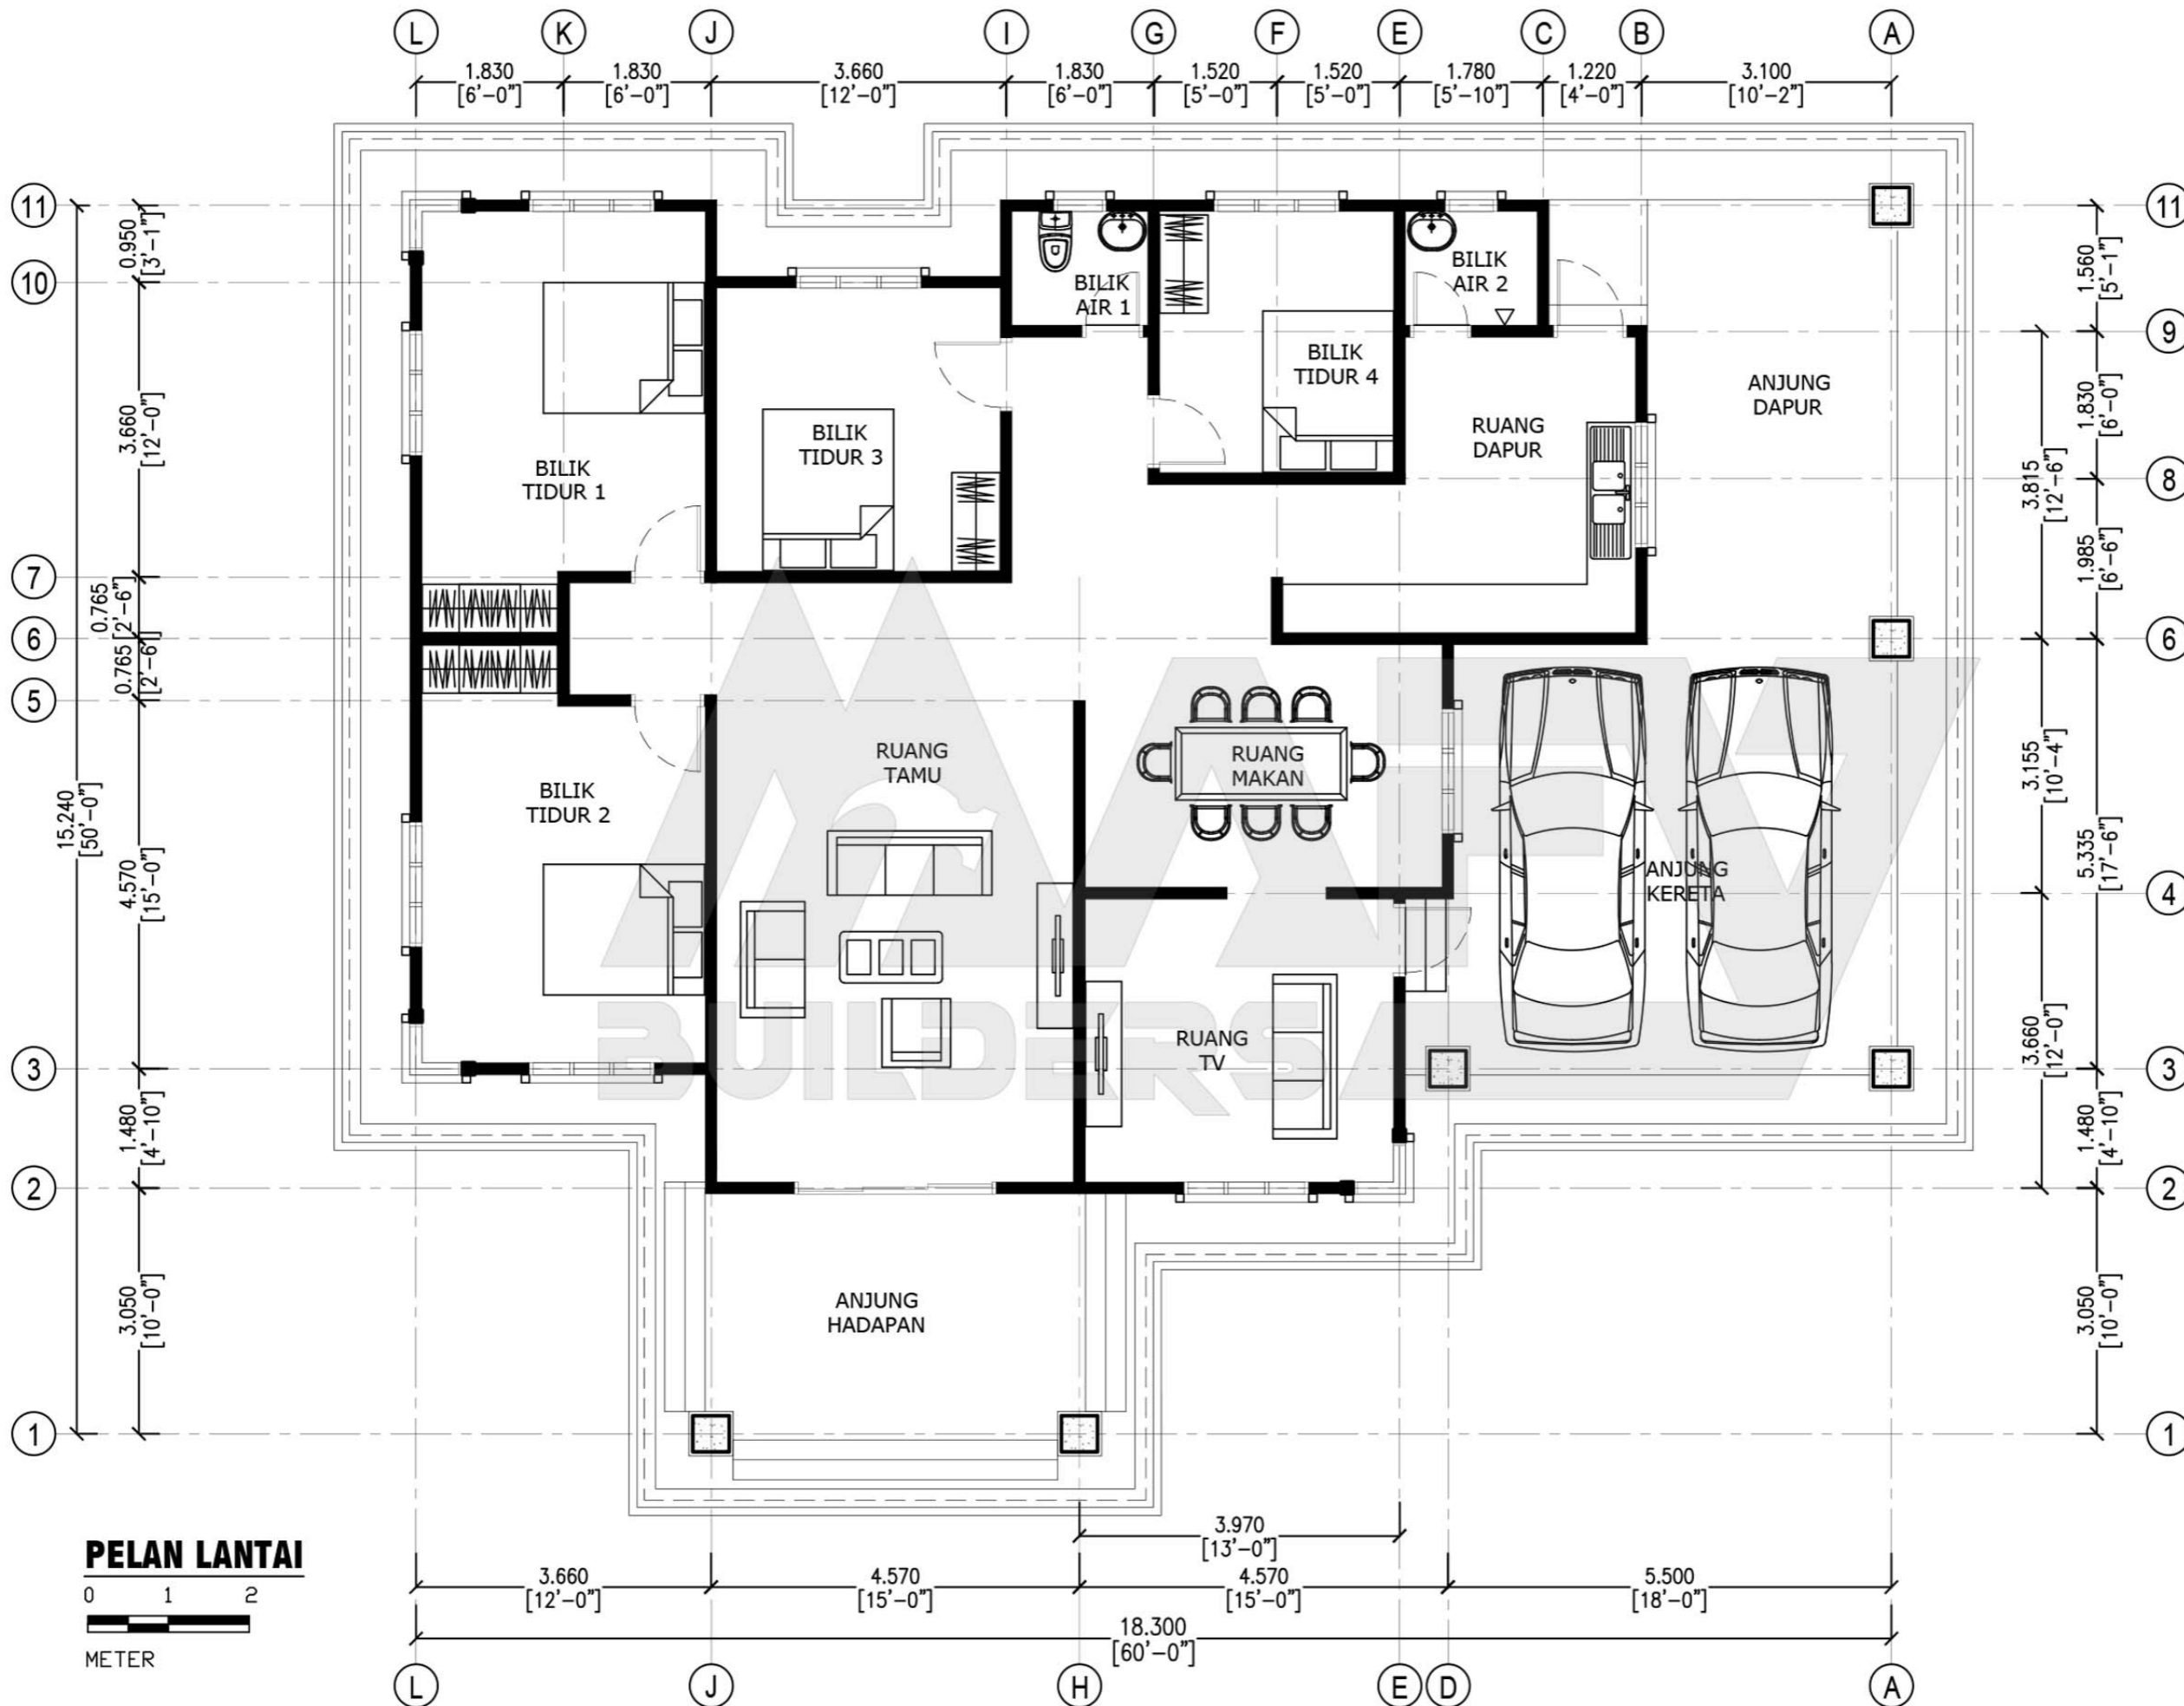 L K J I G F E C B A
1.830 1.830 3.660 1.830 1.520 1.520 1.780 1.220 3.100
[6'-0"] [6'-0"] [12'-0"] [6'-0"] [5'-0"] [5'-0"] [5'-10"] [4'-0"] [10'-2"]
11
10
7
6
5
3
2
1
15.240
[50'-0"]
0.950
[3'-1"]
3.660
[12'-0"]
0.765
[2'-6"]
0.765
[2'-6"]
4.570
[15'-0"]
1.480
[4'-10"]
3.050
[10'-0"]
BILIK
TIDUR 1
BILIK
TIDUR 3
BILIK
AIR 1
BILIK
TIDUR 4
BILIK
AIR 2
RUANG
DAPUR
ANJUNG
DAPUR
BILIK
TIDUR 2
RUANG
TAMU
RUANG
MAKAN
ANJUNG
KERETA
RUANG
TV
ANJUNG
HADAPAN
BUILDERS
11
9
8
6
4
3
2
1
3.815
[12'-6"]
3.155
[10'-4"]
3.660
[12'-0"]
1.560
[5'-1"]
1.830
[6'-0"]
1.985
[6'-6"]
5.335
[17'-6"]
1.480
[4'-10"]
3.050
[10'-0"]
3.970
[13'-0"]
3.660 4.570 4.570 5.500
[12'-0"] [15'-0"] [15'-0"] [18'-0"]
18.300
[60'-0"]
L J H E D A
PELAN LANTAI
0 1 2
METER